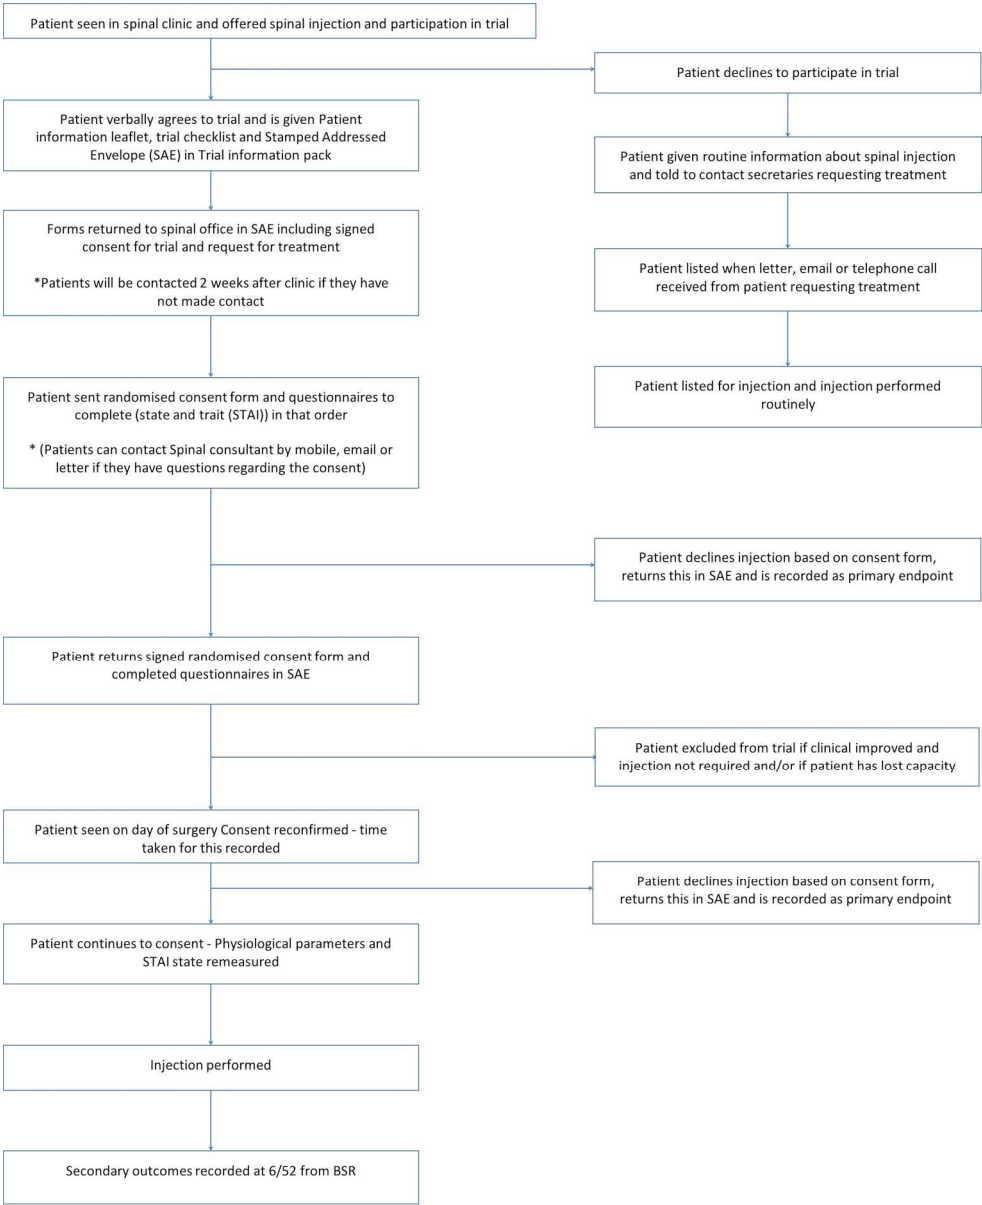 Patient seen in spinal clinic and offered spinal injection and participation in trial
Patient declines to participate in trial
Patient verbally agrees to trial and is given Patient
information leaflet, trial checklist and Stamped Addressed
Envelope (SAE) in Trial information pack
Patient given routine information about spinal injection
and told to contact secretaries requesting treatment
Forms returned to spinal office in SAE including signed
consent for trial and request for treatment
*Patients will be contacted 2 weeks after clinic if they have
not made contact
Patient listed when letter, email or telephone call
received from patient requesting treatment
Patient listed for injection and injection performed
routinely
Patient sent randomised consent form and questionnaires to
complete (state and trait (STAI)) in that order
* (Patients can contact Spinal consultant by mobile, email or
letter if they have questions regarding the consent)
Patient declines injection based on consent form,
returns this in SAE and is recorded as primary endpoint
Patient returns signed randomised consent form and
completed questionnaires in SAE
Patient excluded from trial if clinical improved and
injection not required and/or if patient has lost capacity
Patient seen on day of surgery Consent reconfirmed - time
taken for this recorded
Patient declines injection based on consent form,
returns this in SAE and is recorded as primary endpoint
Patient continues to consent - Physiological parameters and
STAI state remeasured
Injection performed
Secondary outcomes recorded at 6/52 from BSR